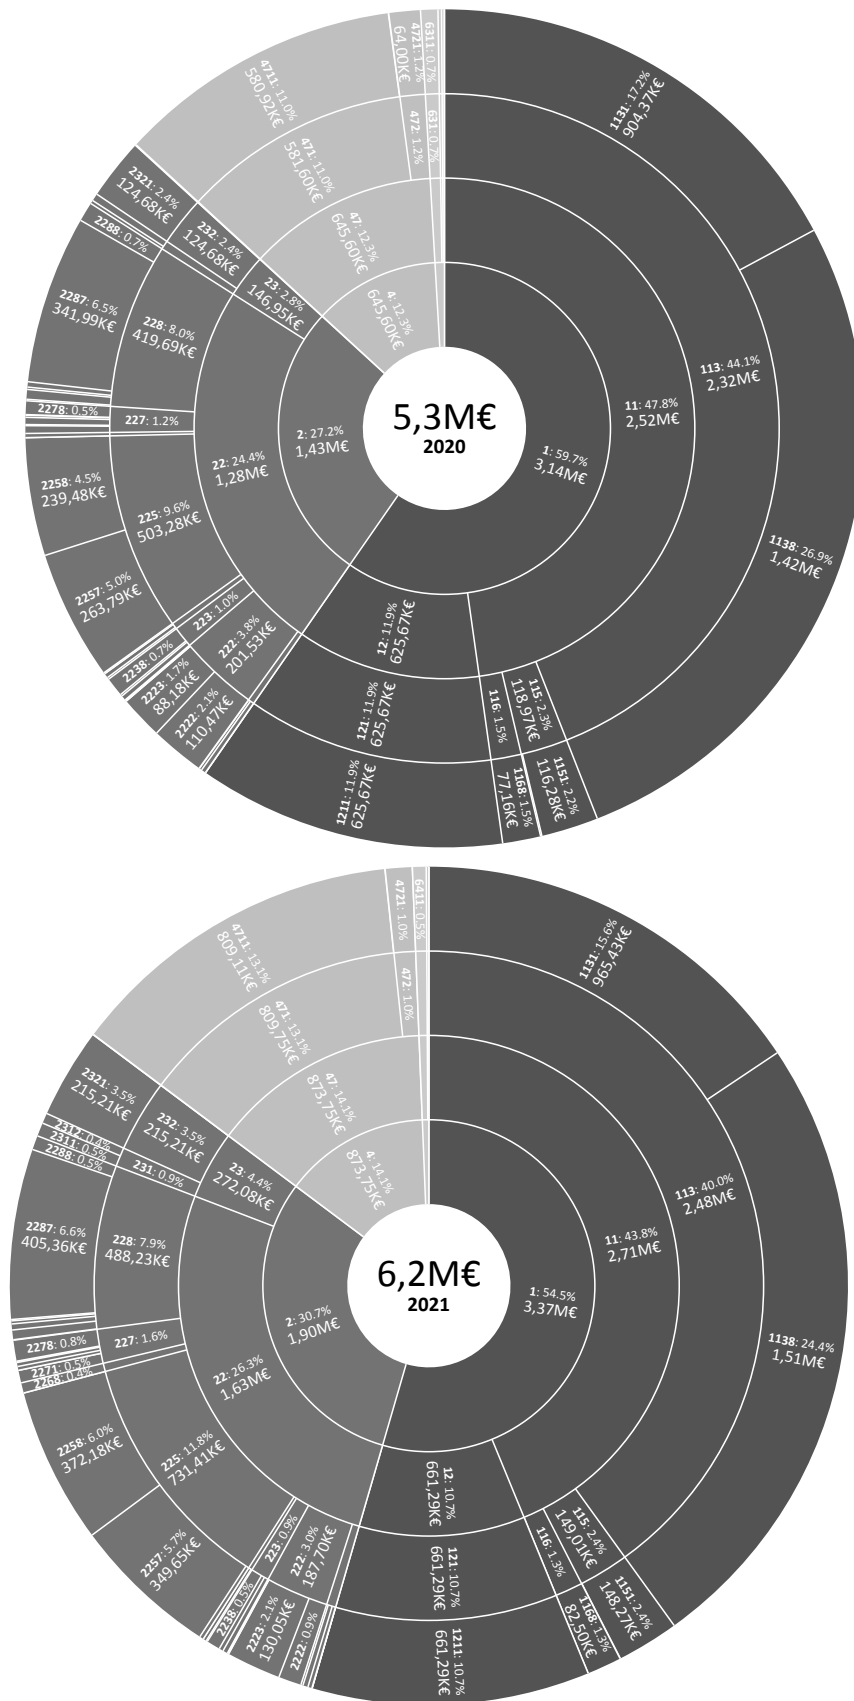 5,3M€
2020
1: 59.7%
3,14M€
2: 27.2%
1,43M€
4: 12.3%
645,60K€
11: 47.8%
2,52M€
12: 11.9%
625,67K€
22: 24.4%
1,28M€
23: 2.8%
146,95K€
47: 12.3%
645,60K€
113: 44.1%
2,32M€
115: 2.3%
118,97K€
116: 1.5%
121: 11.9%
625,67K€
222: 3.8%
201,53K€
223: 1.0%
225: 9.6%
503,28K€
227: 1.2%
228: 8.0%
419,69K€
232: 2.4%
124,68K€
471: 11.0%
581,60K€
472: 1.2%
631: 0.7%
1131: 17.2%
904,37K€
1138: 26.9%
1,42M€
1151: 2.2%
116,28K€
1168: 1.5%
77,16K€
1211: 11.9%
625,67K€
2222: 2.1%
110,47K€
2223: 1.7%
88,18K€
2238: 0.7%
2257: 5.0%
263,79K€
2258: 4.5%
239,48K€
2278: 0.5%
2287: 6.5%
341,99K€
2288: 0.7%
2321: 2.4%
124,68K€
4711: 11.0%
580,92K€
4721: 1.2%
64,00K€
6311: 0.7%
6,2M€
2021
1: 54.5%
3,37M€
2: 30.7%
1,90M€
4: 14.1%
873,75K€
11: 43.8%
2,71M€
12: 10.7%
661,29K€
22: 26.3%
1,63M€
23: 4.4%
272,08K€
47: 14.1%
873,75K€
113: 40.0%
2,48M€
115: 2.4%
149,01K€
116: 1.3%
121: 10.7%
661,29K€
222: 3.0%
187,70K€
223: 0.9%
225: 11.8%
731,41K€
227: 1.6%
228: 7.9%
488,23K€
231: 0.9%
232: 3.5%
215,21K€
471: 13.1%
809,75K€
472: 1.0%
1131: 15.6%
965,43K€
1138: 24.4%
1,51M€
1151: 2.4%
148,27K€
1168: 1.3%
82,50K€
1211: 10.7%
661,29K€
2222: 0.9%
2223: 2.1%
130,05K€
2238: 0.5%
2257: 5.7%
349,65K€
2258: 6.0%
372,18K€
2268: 0.4%
2271: 0.5%
2278: 0.8%
2287: 6.6%
405,36K€
2288: 0.5%
2311: 0.5%
2312: 0.4%
2321: 3.5%
215,21K€
4711: 13.1%
809,11K€
4721: 1.0%
6411: 0.5%